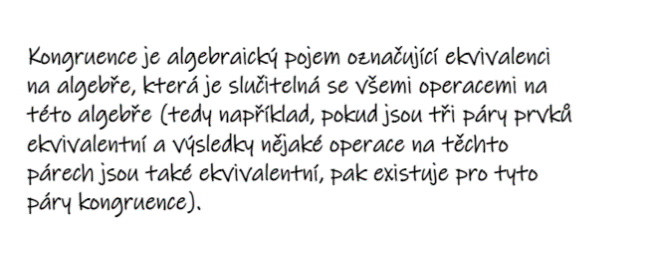 Kongruence je algebraický pojem označující ekvivalenci
na algebře, která je slučitelná se všemi operacemi na
této algebře (tedy například, pokud jsou tři páry prvků
ekvivalentní a výsledky nějaké operace na těchto
párech jsou také ekvivalentní, pak existuje pro tyto
páry kongruence).